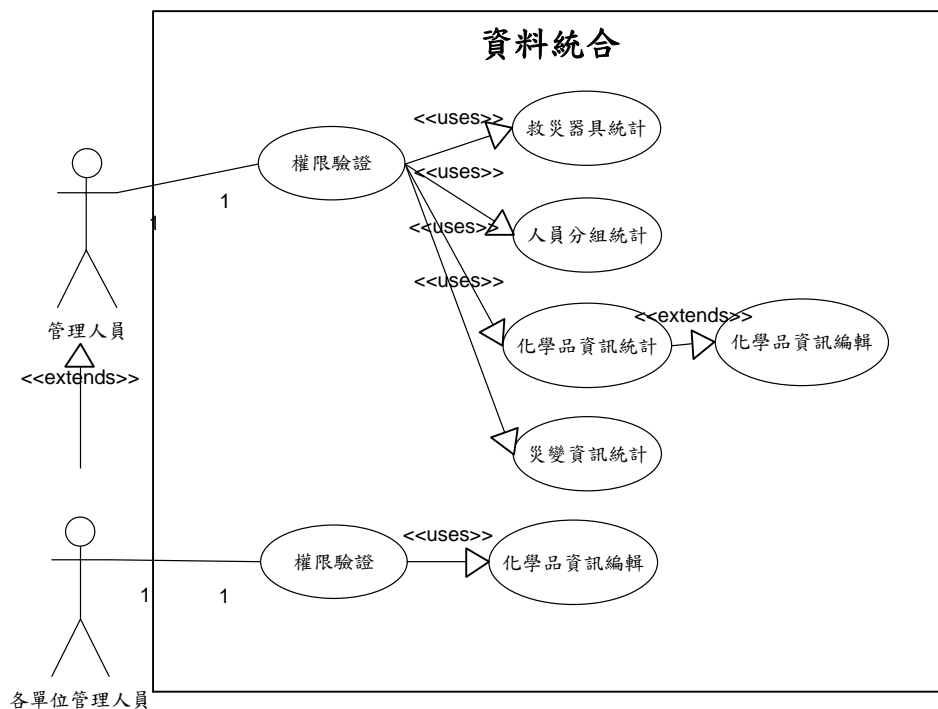 資料統合
<<uses>>
救災器具統計
權限驗證
<<uses>>
1
1
<<uses>>
人員分組統計
管理人員
<<uses>>
<<extends>>
化學品資訊統計
化學品資訊編輯
<<extends>>
災變資訊統計
<<uses>>
權限驗證
化學品資訊編輯
1
1
各單位管理人員